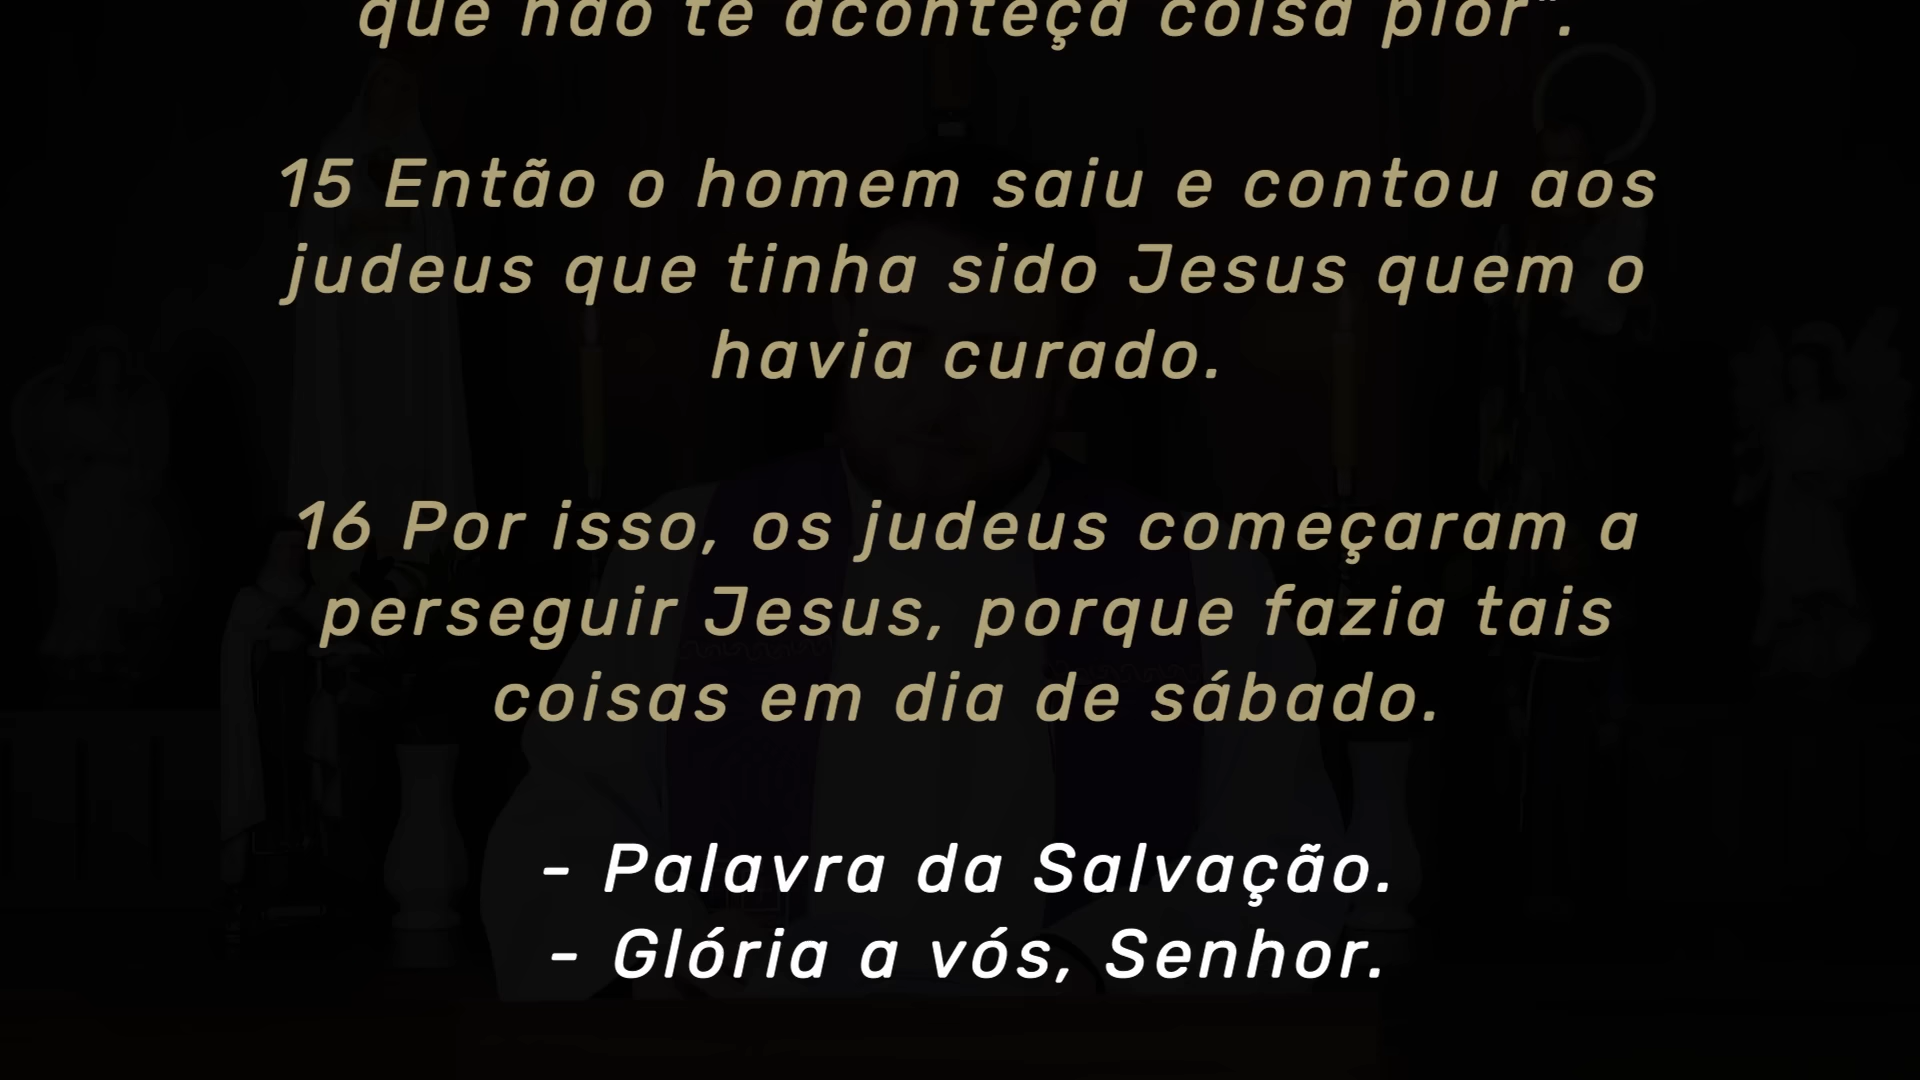 que não te aconteça coisa pior".
15 Então o homem saiu e contou aos
judeus que tinha sido Jesus quem o
havia curado.
16 Por isso, os judeus começaram a
perseguir Jesus, porque fazia tais
coisas em dia de sábado.
- Palavra da Salvação.
- Glória a vós, Senhor.